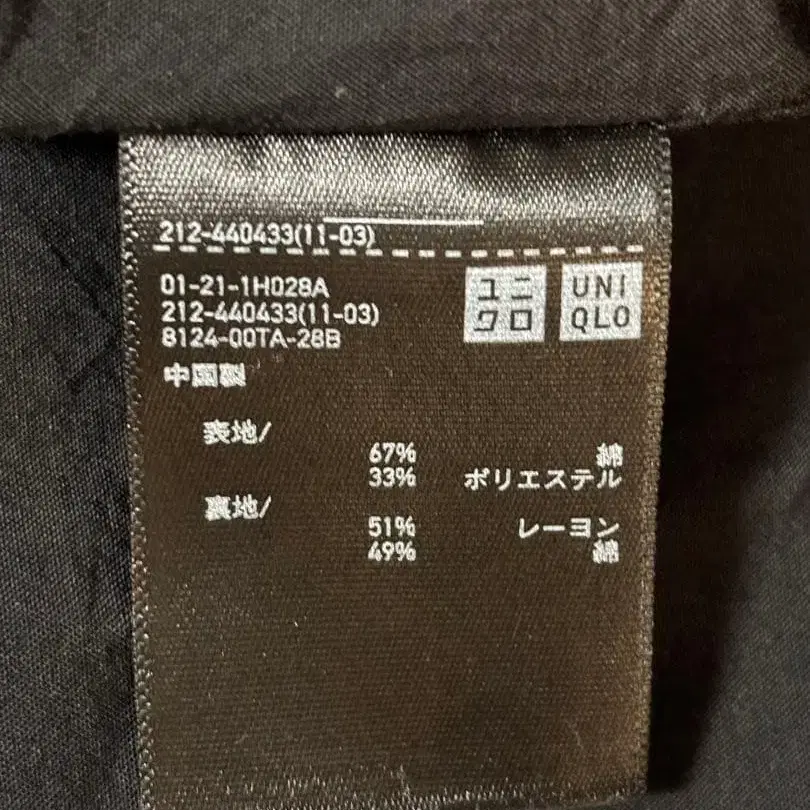 212-440433(11-03)
01-21-1H028A
212-440433(11-03)
8124-00TA-28B
中国製
ユニ
クロ
UNI
QLO
表地/
67% 綿
33% ポリエステル
裏地/
51% レーヨン
49% 綿